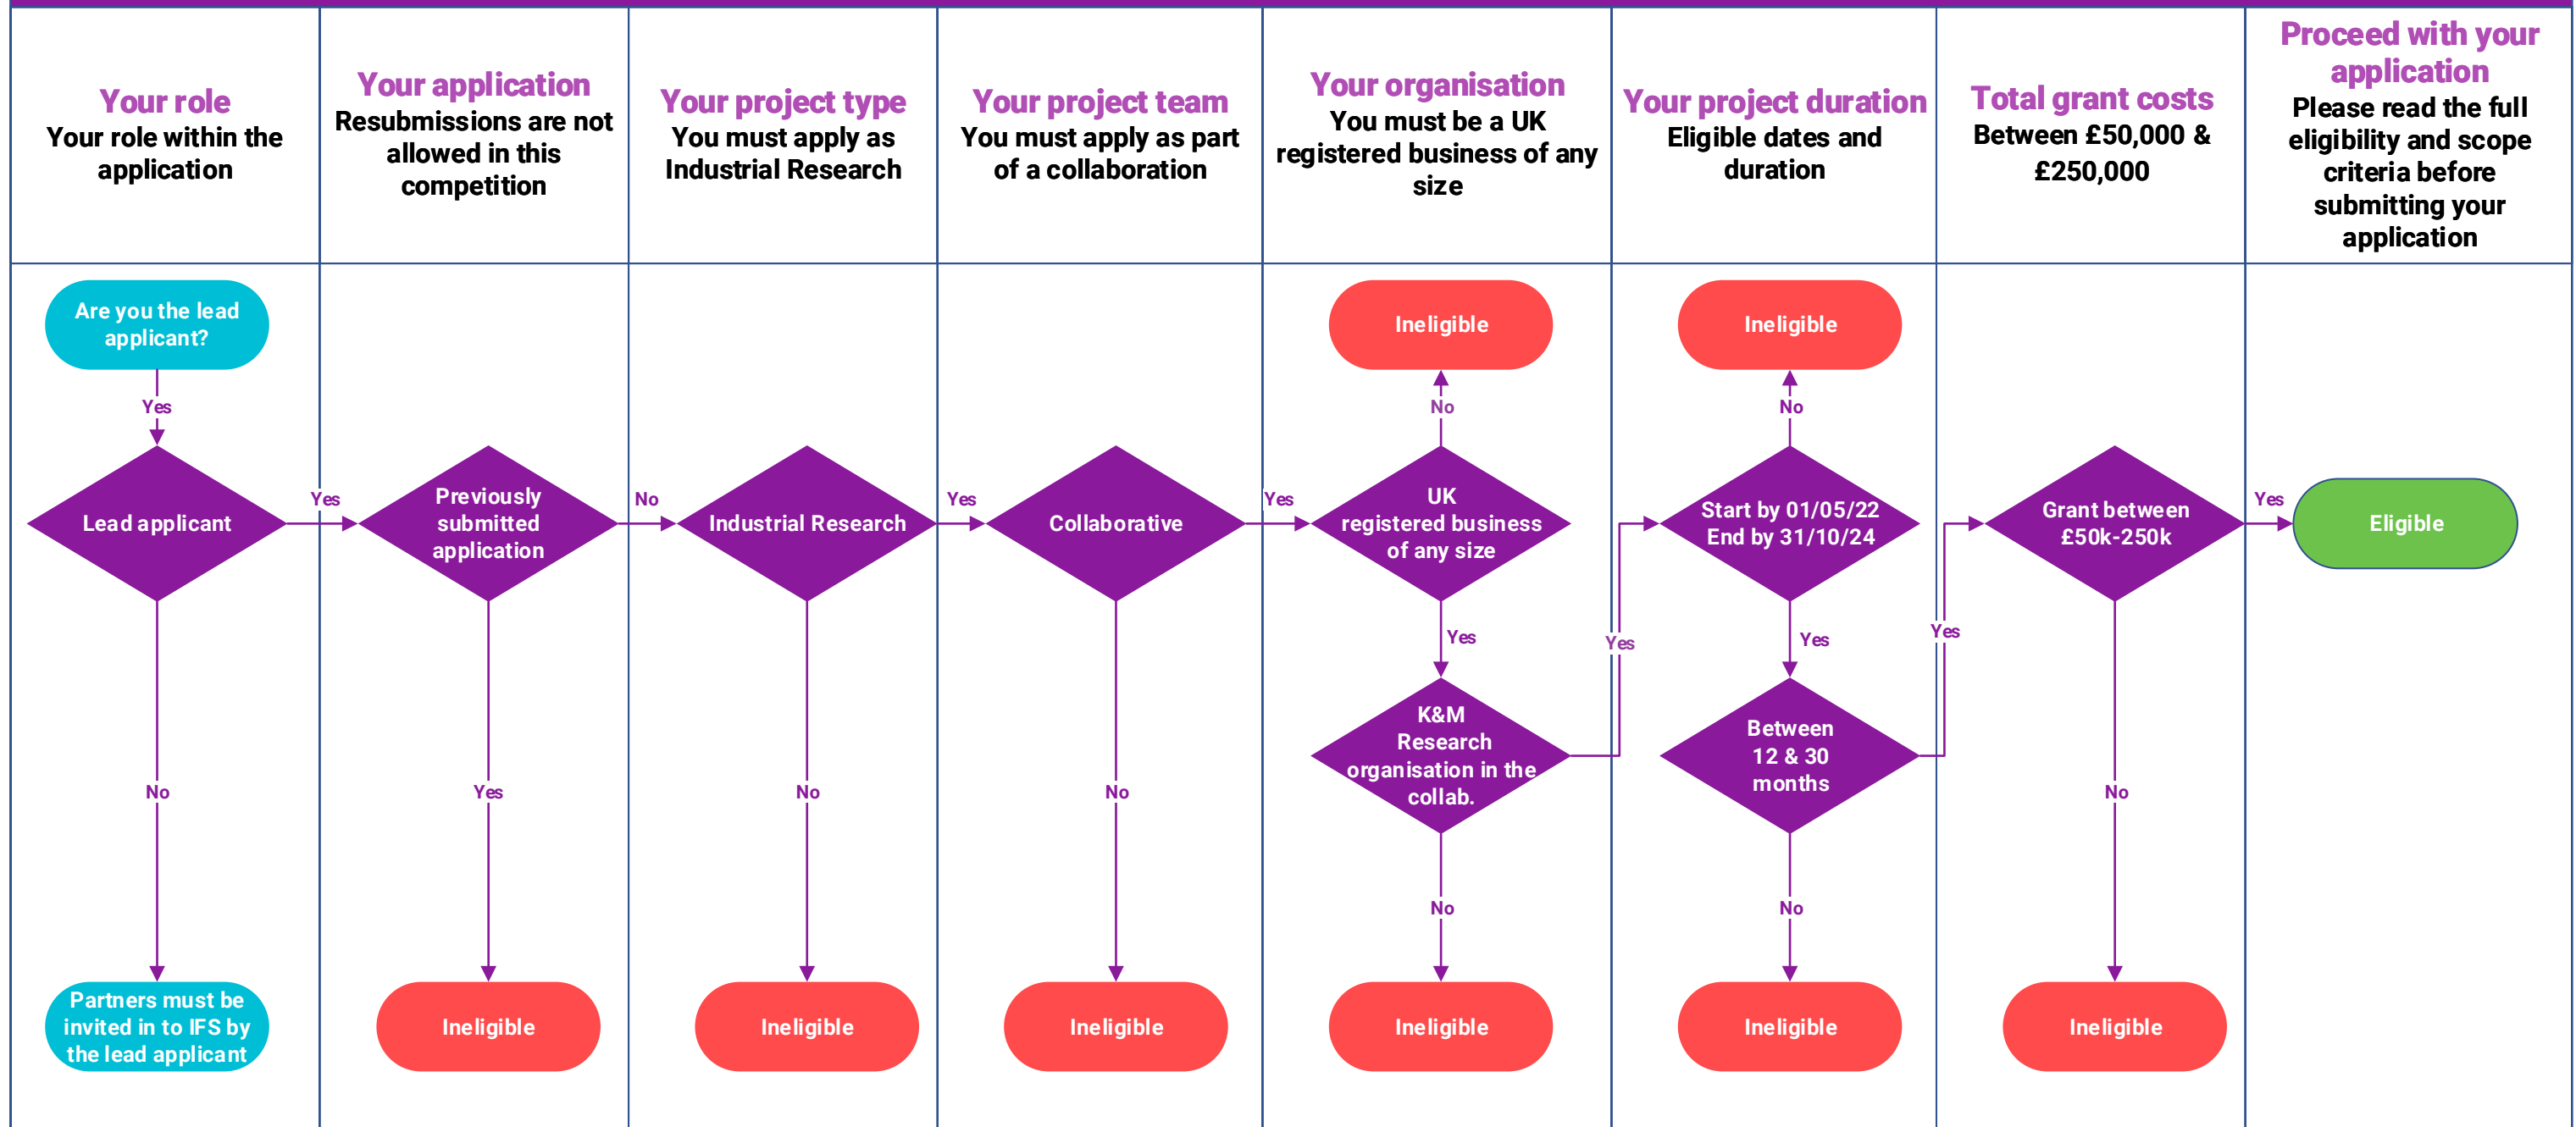 Your role
Your role within the
application
Your application
Resubmissions are not
allowed in this
competition
Your project type
You must apply as
Industrial Research
Your project team
You must apply as part
of a collaboration
Your organisation
You must be a UK
registered business of any
size
Your project duration
Eligible dates and
duration
Total grant costs
Between £50,000 &
£250,000
Proceed with your
application
Please read the full
eligibility and scope
criteria before
submitting your
application
Are you the lead
applicant?
Yes
Lead applicant
Yes
No
Partners must be
invited in to IFS by
the lead applicant
Previously
submitted
application
No
Yes
Ineligible
Industrial Research
Yes
No
Ineligible
Collaborative
Yes
No
Ineligible
Ineligible
No
UK
registered business
of any size
Yes
K&M
Research
organisation in the
collab.
Yes
No
Ineligible
Ineligible
No
Start by 01/05/22
End by 31/10/24
Yes
Between
12 & 30
months
Yes
No
Ineligible
Grant between
£50k-250k
Yes
No
Ineligible
Eligible